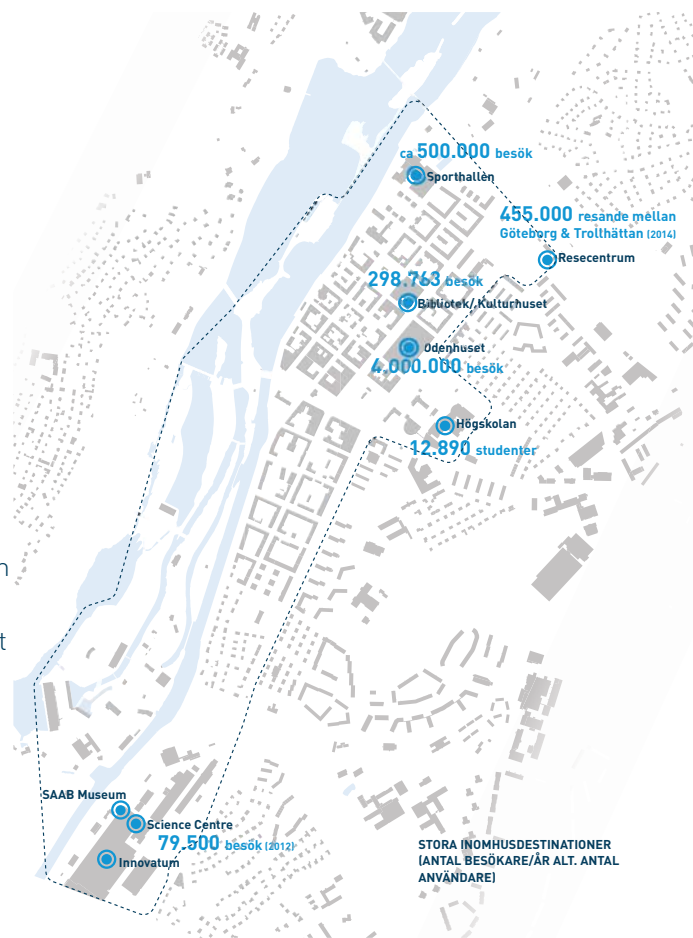 ca 500.000 besök
Sporthallen
455.000 resande mellan
Göteborg & Trollhättan (2014)
Resecentrum
298.763 besök
Bibliotek/ Kulturhuset
Odenhuset
4.000.000 besök
Högskolan
12.890 studenter
n
t
SAAB Museum
Science Centre
79.500 besök (2012)
Innovatum
STORA INOMHUSDESTINATIONER
(ANTAL BESÖKARE/ÅR ALT. ANTAL
ANVÄNDARE)